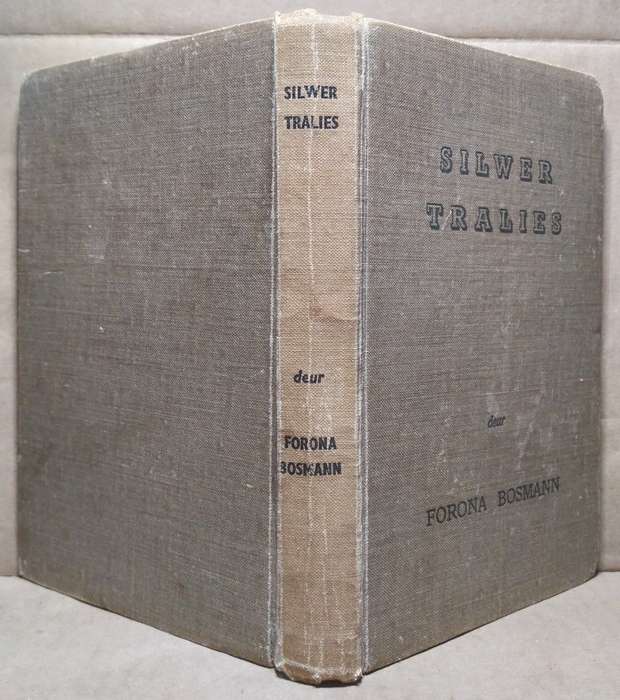 SILWER
TRALIES
deur
FORONA
BOSMANN
SILWER
TRALIES
deur
FORONA BOSMANN